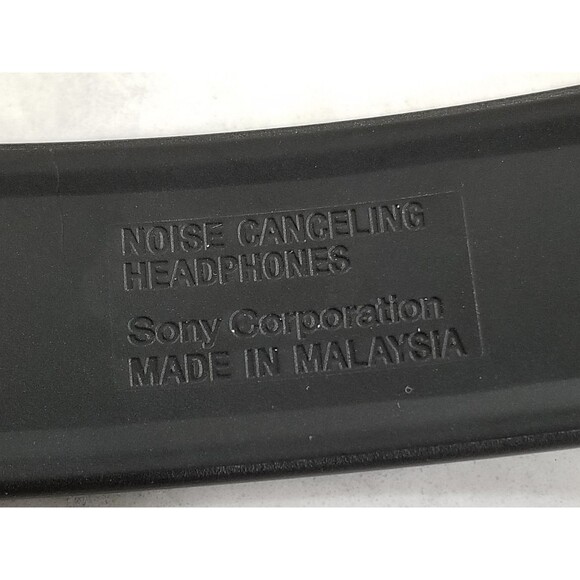 NOISE CANCELING
HEADPHONES
Sony Corporation
MADE IN MALAYSIA